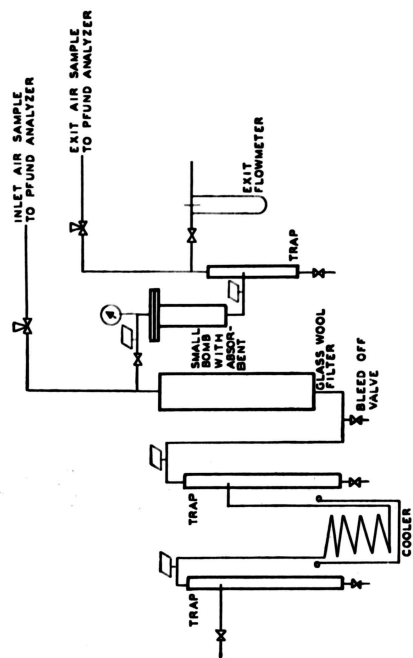 INLET AIR SAMPLE
TO PFUND ANALYZER
EXIT AIR SAMPLE
TO PFUND ANALYZER
EXIT
FLOWMETER
TRAP
SMALL
BOMB
WITH
ABSOR-
BENT
GLASS WOOL
FILTER
BLEED OFF
VALVE
TRAP
TRAP
COOLER